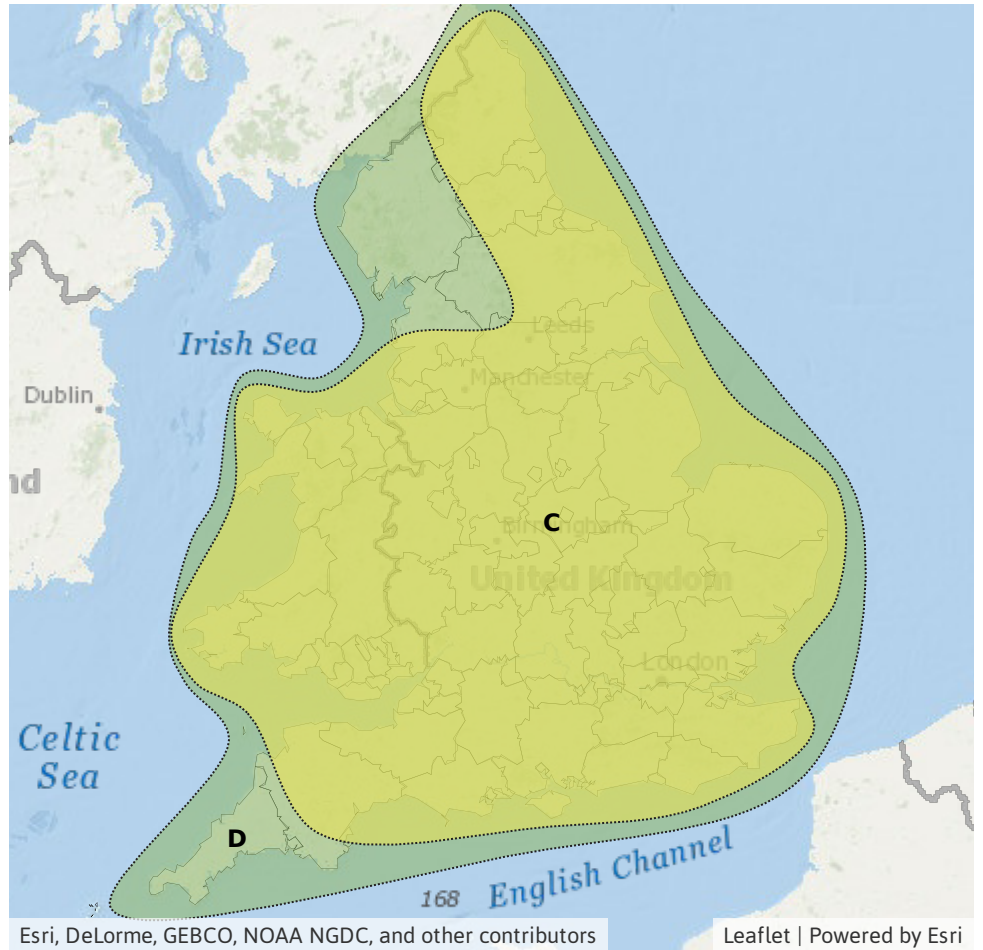 Leeds
Irish Sea
Manchester
Dublin
nd
C
Birmingham
United Kingdom
London
Celtic
Sea
D
English Channel
168
Esri, DeLorme, GEBCO, NOAA NGDC, and other contributors
Leaflet | Powered by Esri